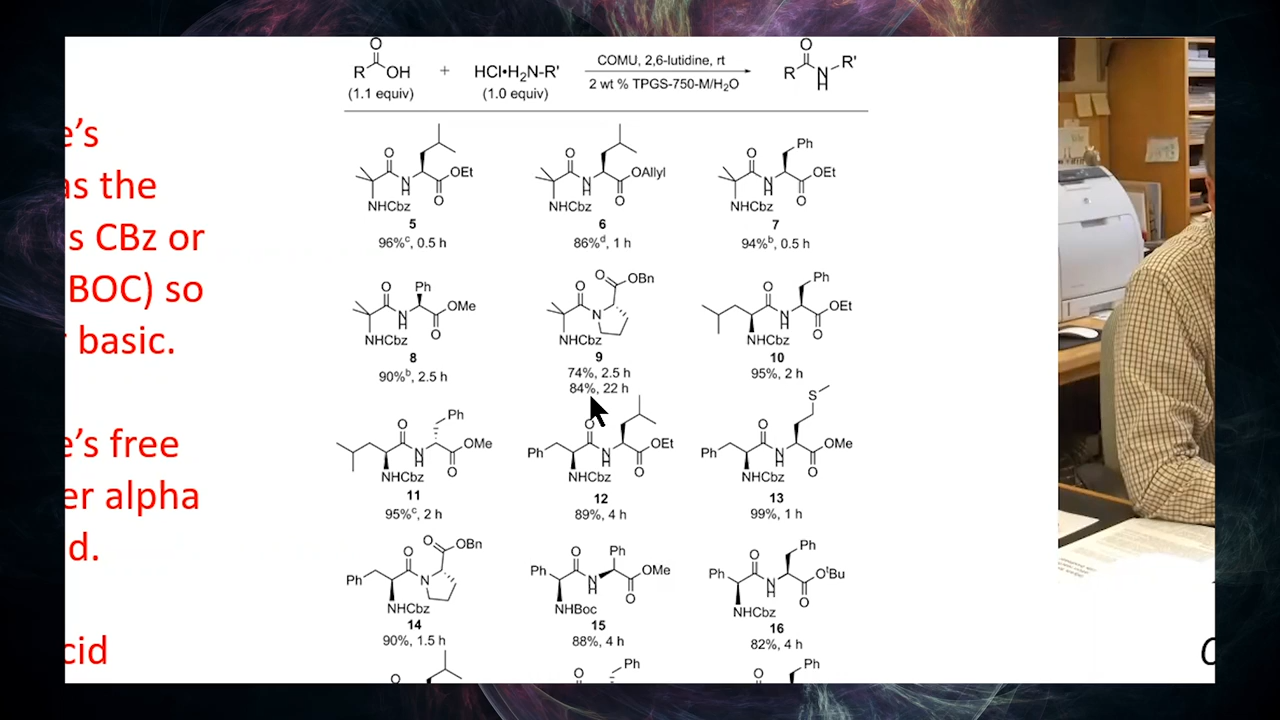 e's
as the
s CBz or
BOC) so
basic.
e's free
er alpha
d.
cid
O
R OH
(1.1 equiv)
+
HCl•H₂N-R'
(1.0 equiv)
COMU, 2,6-lutidine, rt
2 wt % TPGS-750-M/H₂O
O
R N R'
H
O
N OEt
H
O
NHCbz
5
96%ᶜ, 0.5 h
O
N OAllyl
H
O
NHCbz
6
86%ᵈ, 1 h
Ph
O
N OEt
H
O
NHCbz
7
94%ᵇ, 0.5 h
O Ph
N OMe
H
O
NHCbz
8
90%ᵇ, 2.5 h
O OBn
O
N
NHCbz
9
74%, 2.5 h
84%, 22 h
Ph
O
N OEt
H
O
NHCbz
10
95%, 2 h
Ph
O
N OMe
H
O
NHCbz
11
95%ᶜ, 2 h
O
Ph N OEt
H
O
NHCbz
12
89%, 4 h
S
O
Ph N OMe
H
O
NHCbz
13
99%, 1 h
O OBn
O
Ph N
NHCbz
14
90%, 1.5 h
O Ph
Ph N OMe
H
O
NHBoc
15
88%, 4 h
Ph
O
Ph N OᵗBu
H
O
NHCbz
16
82%, 4 h
O
Ph
O
Ph
O